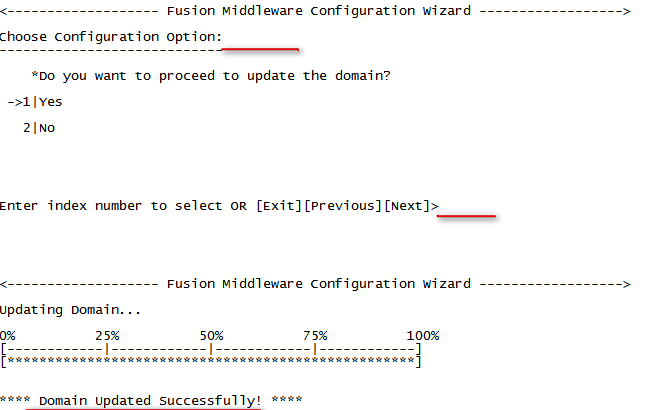 <------------------- Fusion Middleware Configuration Wizard ------------------>
Choose Configuration Option:
----------------------------
*Do you want to proceed to update the domain?
->1|Yes
2|No
Enter index number to select OR [Exit][Previous][Next]>
<------------------- Fusion Middleware Configuration Wizard ------------------>
Updating Domain...
0% 25% 50% 75% 100%
[------------|------------|------------|------------]
[***************************************************]
**** Domain Updated Successfully! ****